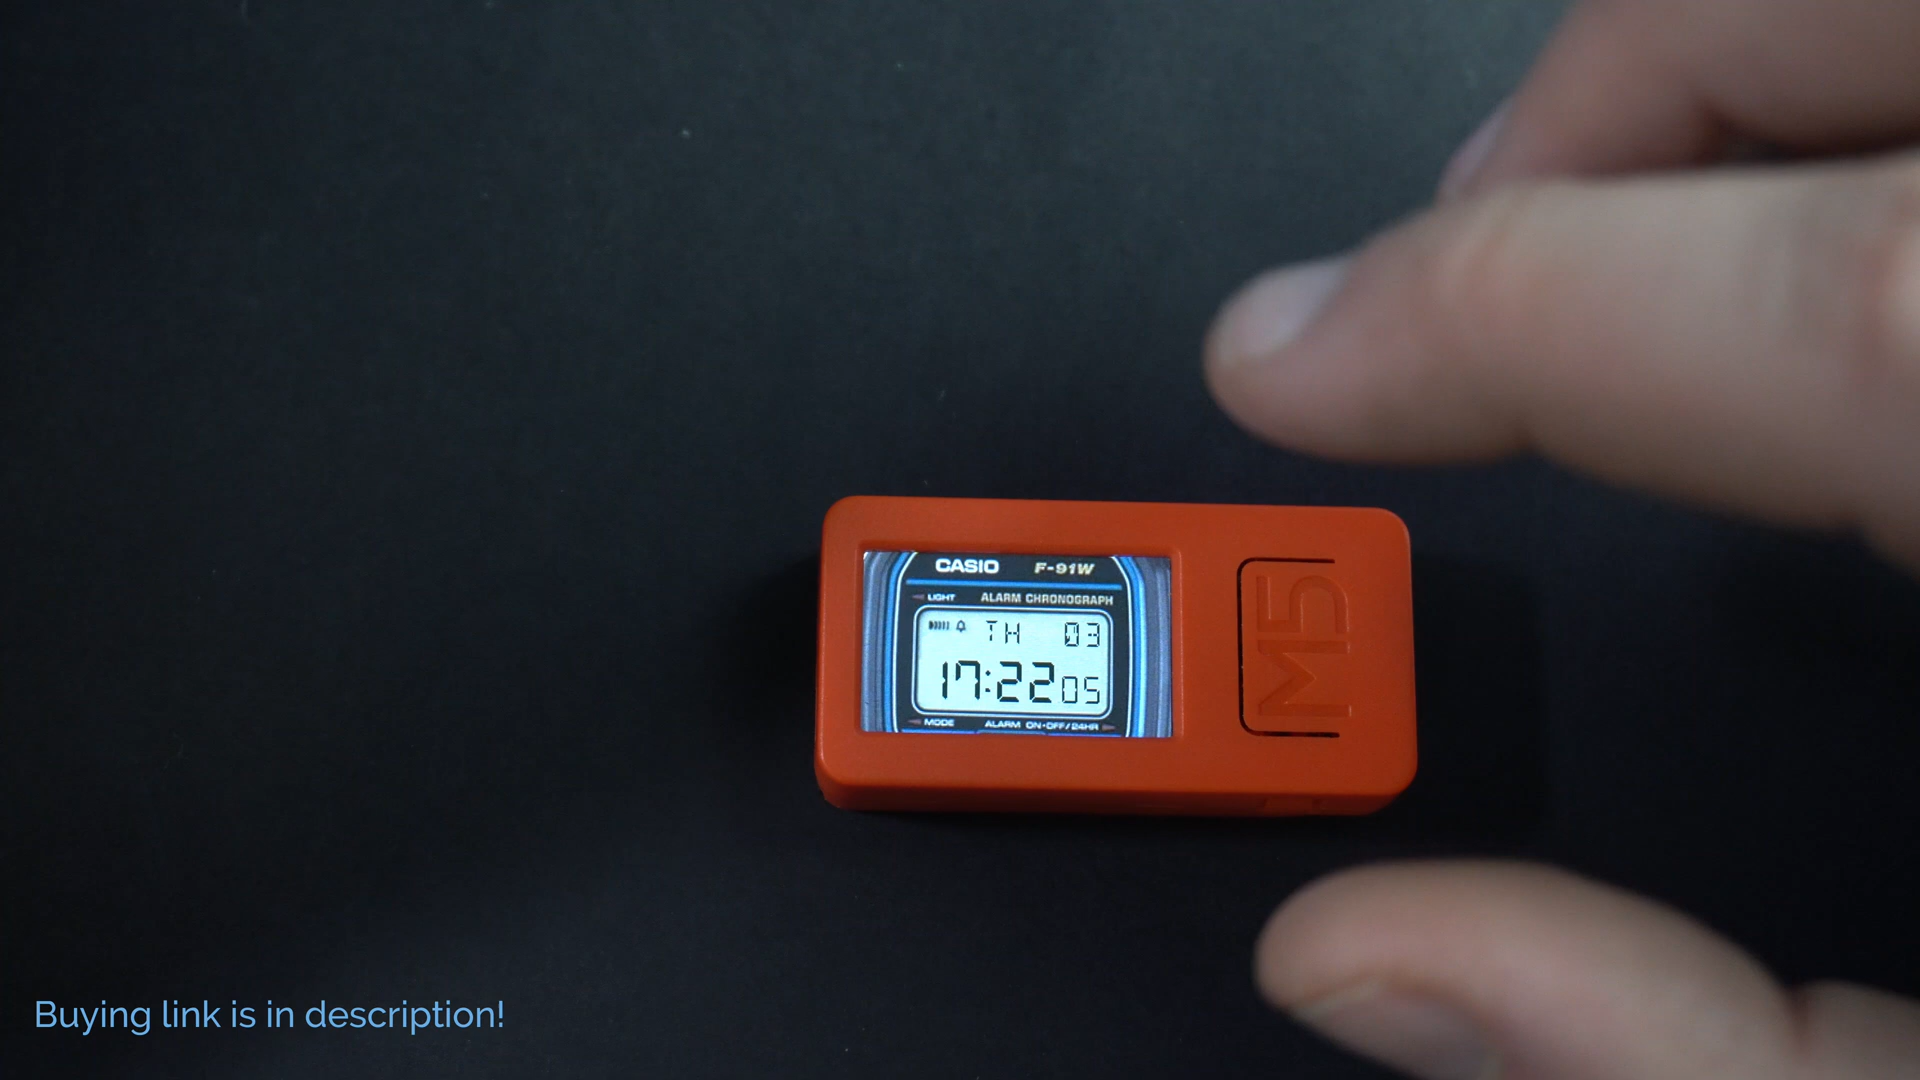 CASIO F-91W
LIGHT ALARM CHRONOGRAPH
TH 03
17:22 05
MODE ALARM ON•OFF/24HR
M5
Buying link is in description!